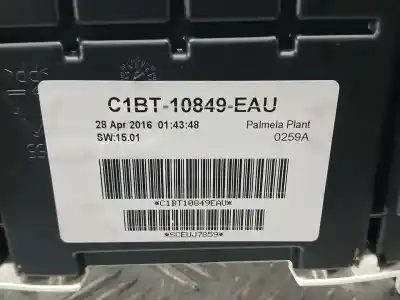 C1BT-10849-EAU
28 Apr 2016 01:43:48 Palmela Plant
SW:15.01 0259A
*C1BT10849EAU*
*SCEUJ7859*